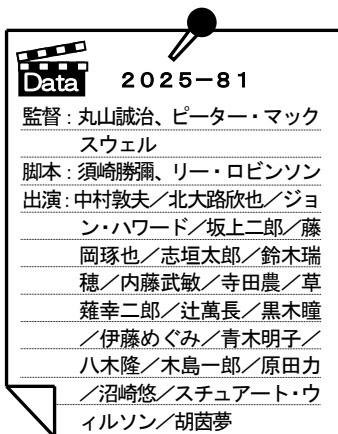 Data
2025-81
監督：丸山誠治、ピーター・マック
スウェル
脚本：須崎勝彌、リー・ロビンソン
出演：中村敦夫／北大路欣也／ジョ
ン・ハワード／坂上二郎／藤
岡琢也／志垣太郎／鈴木瑞
穂／内藤武敏／寺田農／草
薙幸二郎／辻萬長／黒木瞳
／伊藤めぐみ／青木明子／
八木隆／木島一郎／原田力
／沼崎悠／スチュアート・ウ
ィルソン／胡茵夢